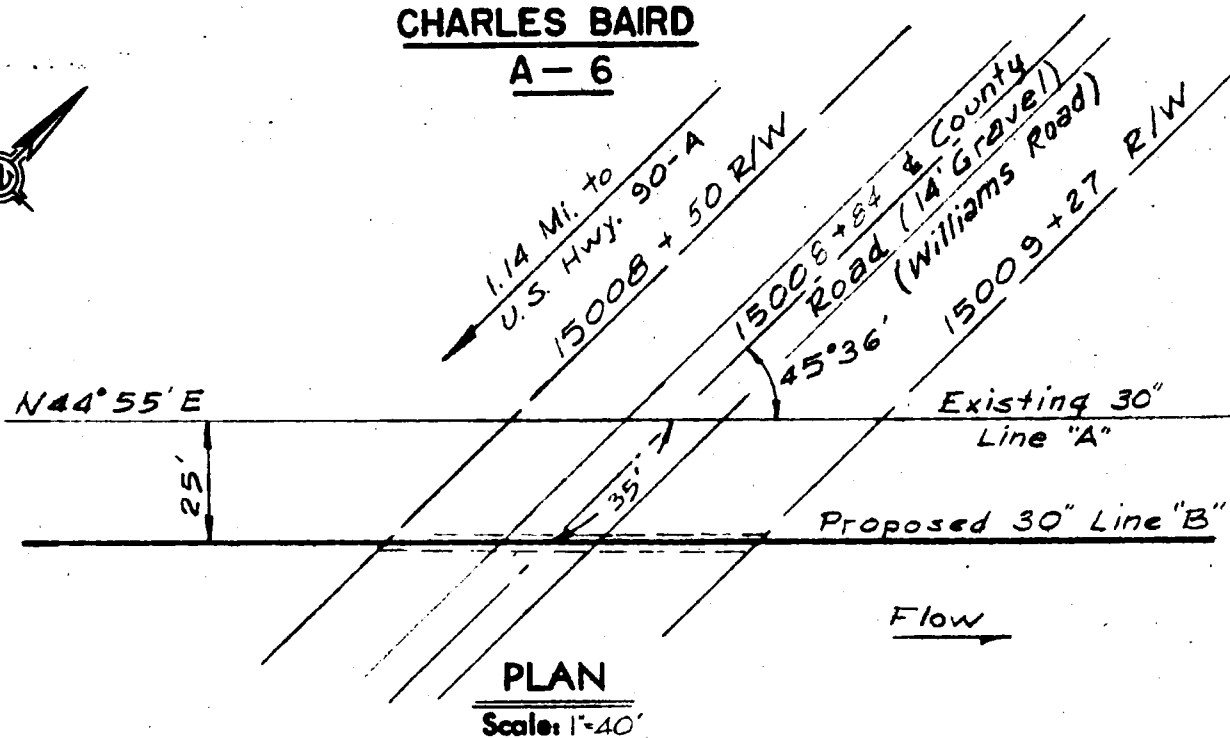 CHARLES BAIRD
A - 6
1.14 Mi. to
U.S. Hwy. 90-A
15008 + 50 R/W
15008 + 84 ℄ County
Road (14' Gravel)
(Williams Road)
15009 + 27 R/W
45°36'
N44°55'E
Existing 30"
Line "A"
25'
35'
Proposed 30" Line "B"
Flow
PLAN
Scale: 1"=40'